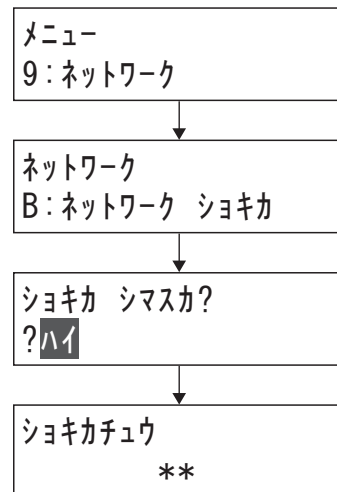 メニュー
9:ネットワーク
ネットワーク
B:ネットワーク ショキカ
ショキカ シマスカ?
?ハイ
ショキカチュウ
**